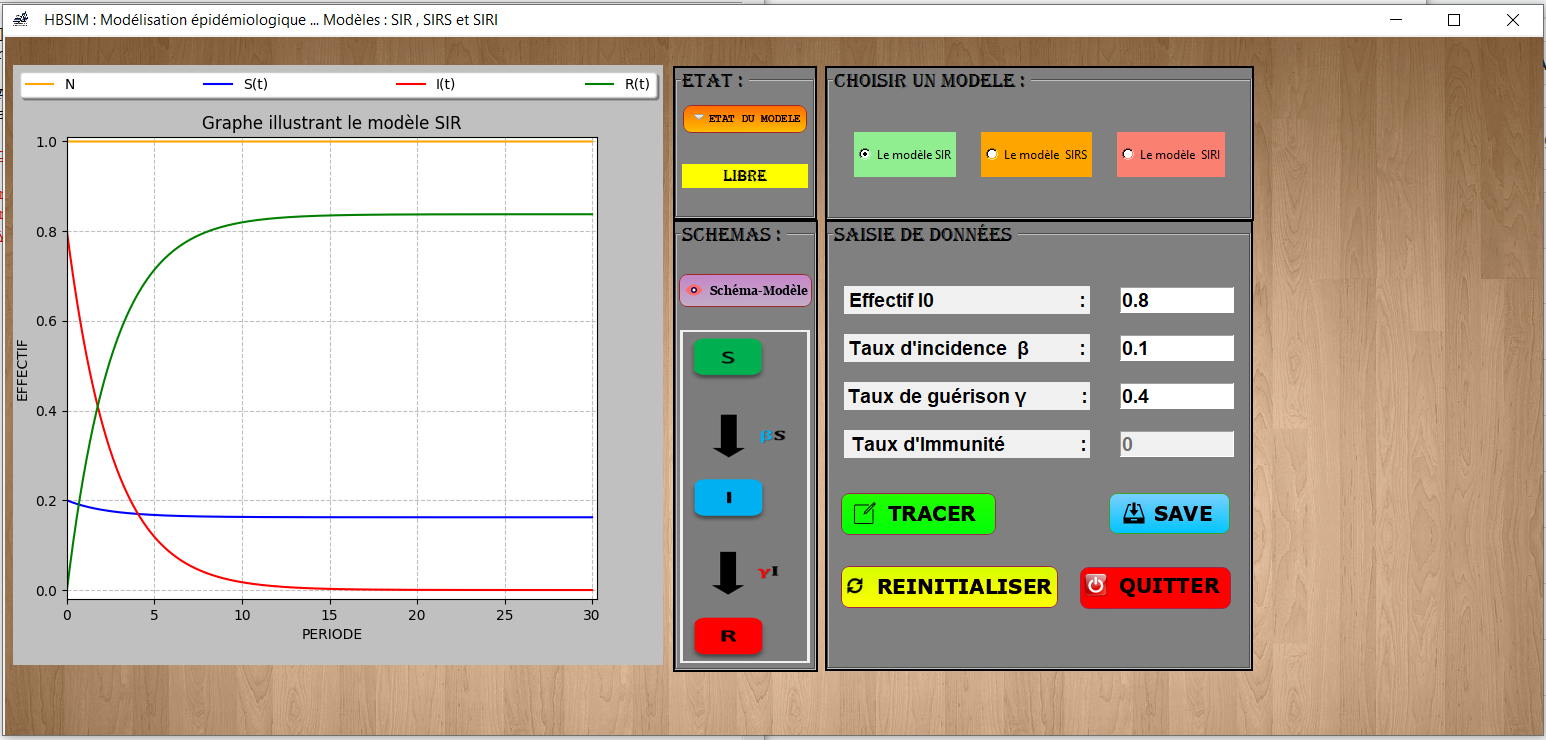 HBSIM : Modélisation épidémiologique ... Modèles : SIR , SIRS et SIRI
N S(t) I(t) R(t)
Graphe illustrant le modèle SIR
EFFECTIF
1.0
0.8
0.6
0.4
0.2
0.0
0 5 10 15 20 25 30
PERIODE
ETAT :
ETAT DU MODELE
LIBRE
SCHEMAS :
Schéma-Modèle
S
βS
I
γI
R
CHOISIR UN MODELE :
Le modèle SIR Le modèle SIRS Le modèle SIRI
SAISIE DE DONNÉES
Effectif I0 : 0.8
Taux d'incidence β : 0.1
Taux de guérison γ : 0.4
Taux d'Immunité : 0
TRACER SAVE
REINITIALISER QUITTER